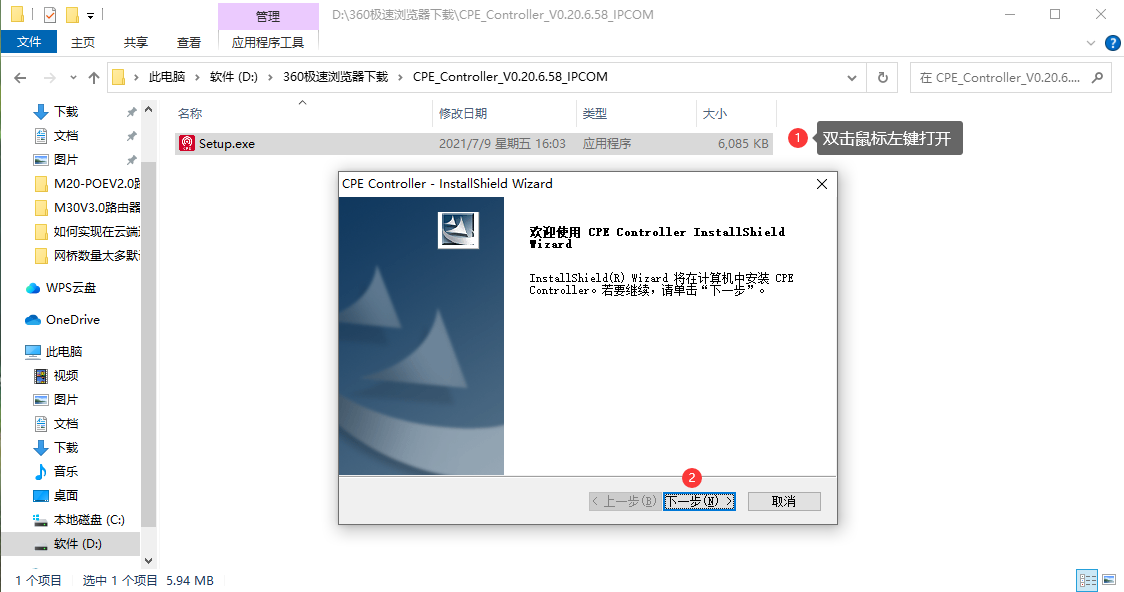 管理
D:\360极速浏览器下载\CPE_Controller_V0.20.6.58_IPCOM
文件
主页
共享
查看
应用程序工具
?
此电脑 › 软件 (D:) › 360极速浏览器下载 › CPE_Controller_V0.20.6.58_IPCOM
在 CPE_Controller_V0.20.6....
下载
文档
图片
M20-POEV2.0
M30V3.0路由器
如何实现在云端
网桥数量太多默
WPS云盘
OneDrive
此电脑
视频
图片
文档
下载
音乐
桌面
本地磁盘 (C:)
软件 (D:)
名称
修改日期
类型
大小
Setup.exe
2021/7/9 星期五 16:03
应用程序
6,085 KB
1
双击鼠标左键打开
CPE Controller - InstallShield Wizard
欢迎使用 CPE Controller InstallShield
Wizard
InstallShield(R) Wizard 将在计算机中安装 CPE
Controller。若要继续，请单击“下一步”。
2
< 上一步(B)
下一步(N) >
取消
1 个项目
选中 1 个项目 5.94 MB